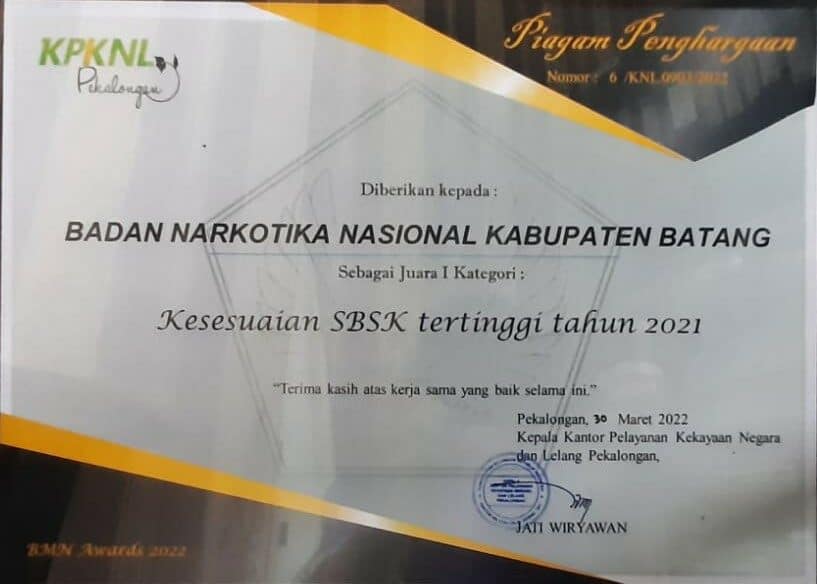 KPKNL
Pekalongan
Piagam Penghargaan
Nomor : 6 /KNL.0903/2022
Diberikan kepada :
BADAN NARKOTIKA NASIONAL KABUPATEN BATANG
Sebagai Juara I Kategori :
Kesesuaian SBSK tertinggi tahun 2021
“Terima kasih atas kerja sama yang baik selama ini.”
Pekalongan, 30 Maret 2022
Kepala Kantor Pelayanan Kekayaan Negara
dan Lelang Pekalongan,
JATI WIRYAWAN
BMN Awards 2022